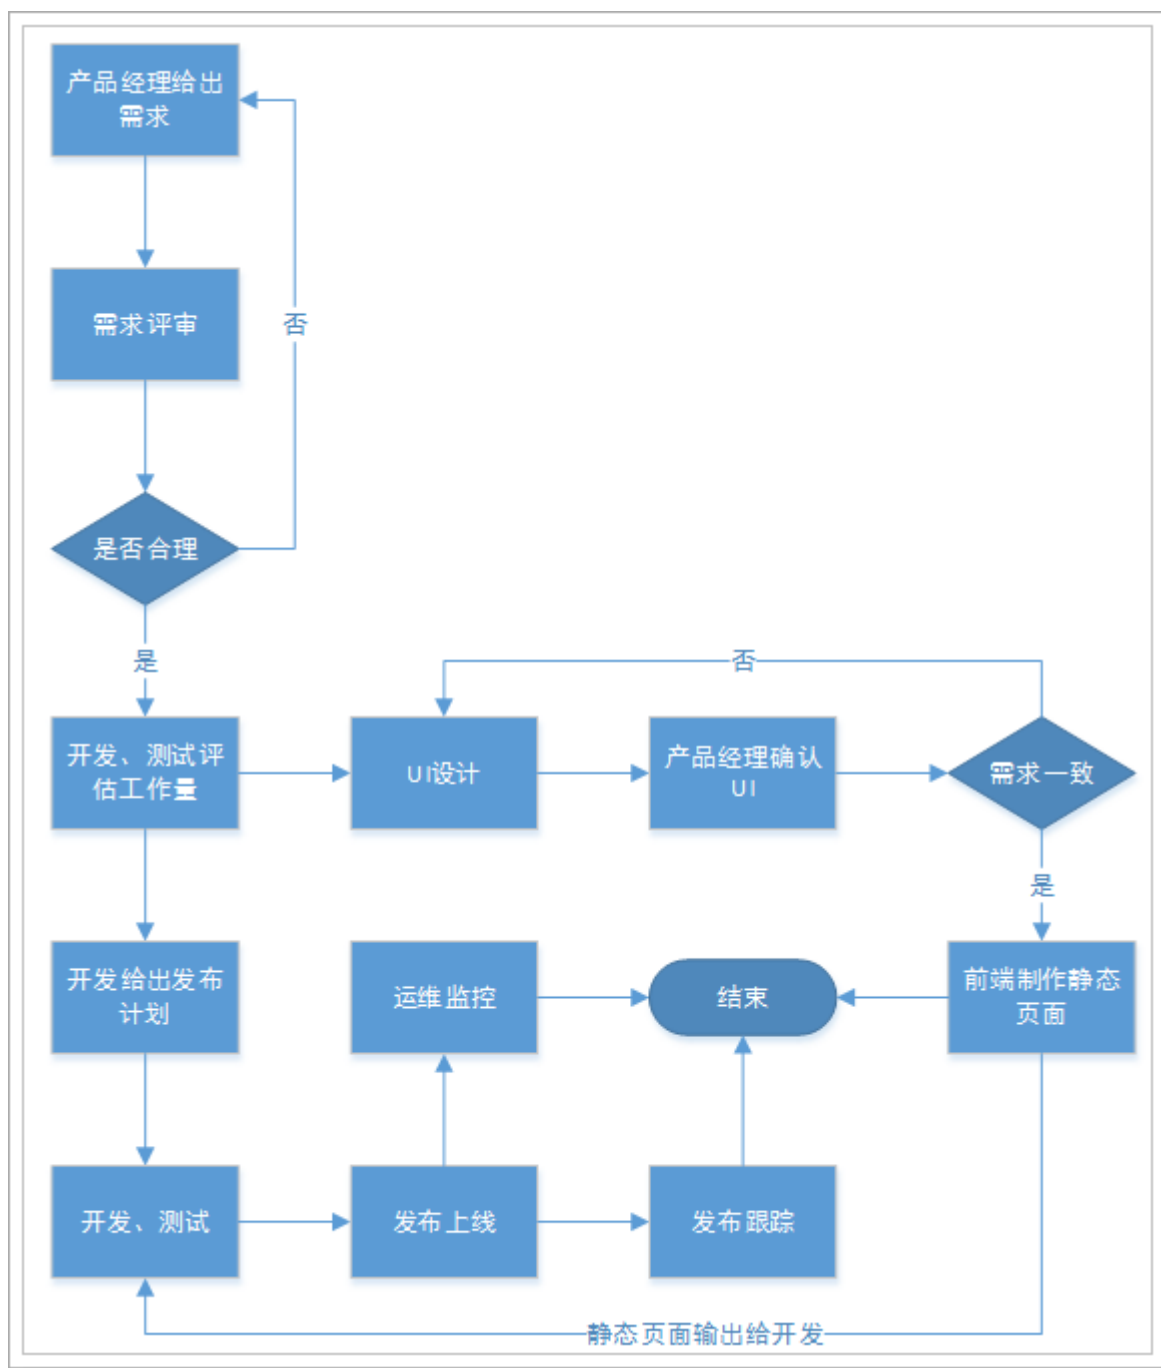 产品经理给出
需求
需求评审
否
是否合理
是
否
开发、测试评
估工作量
UI设计
产品经理确认
UI
需求一致
是
开发给出发布
计划
运维监控
结束
前端制作静态
页面
开发、测试
发布上线
发布跟踪
静态页面输出给开发